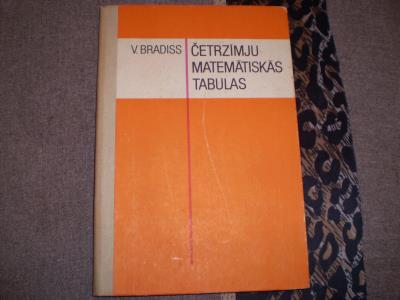 V. BRADISS
ČETRZĪMJU
MATEMĀTISKĀS
TABULAS